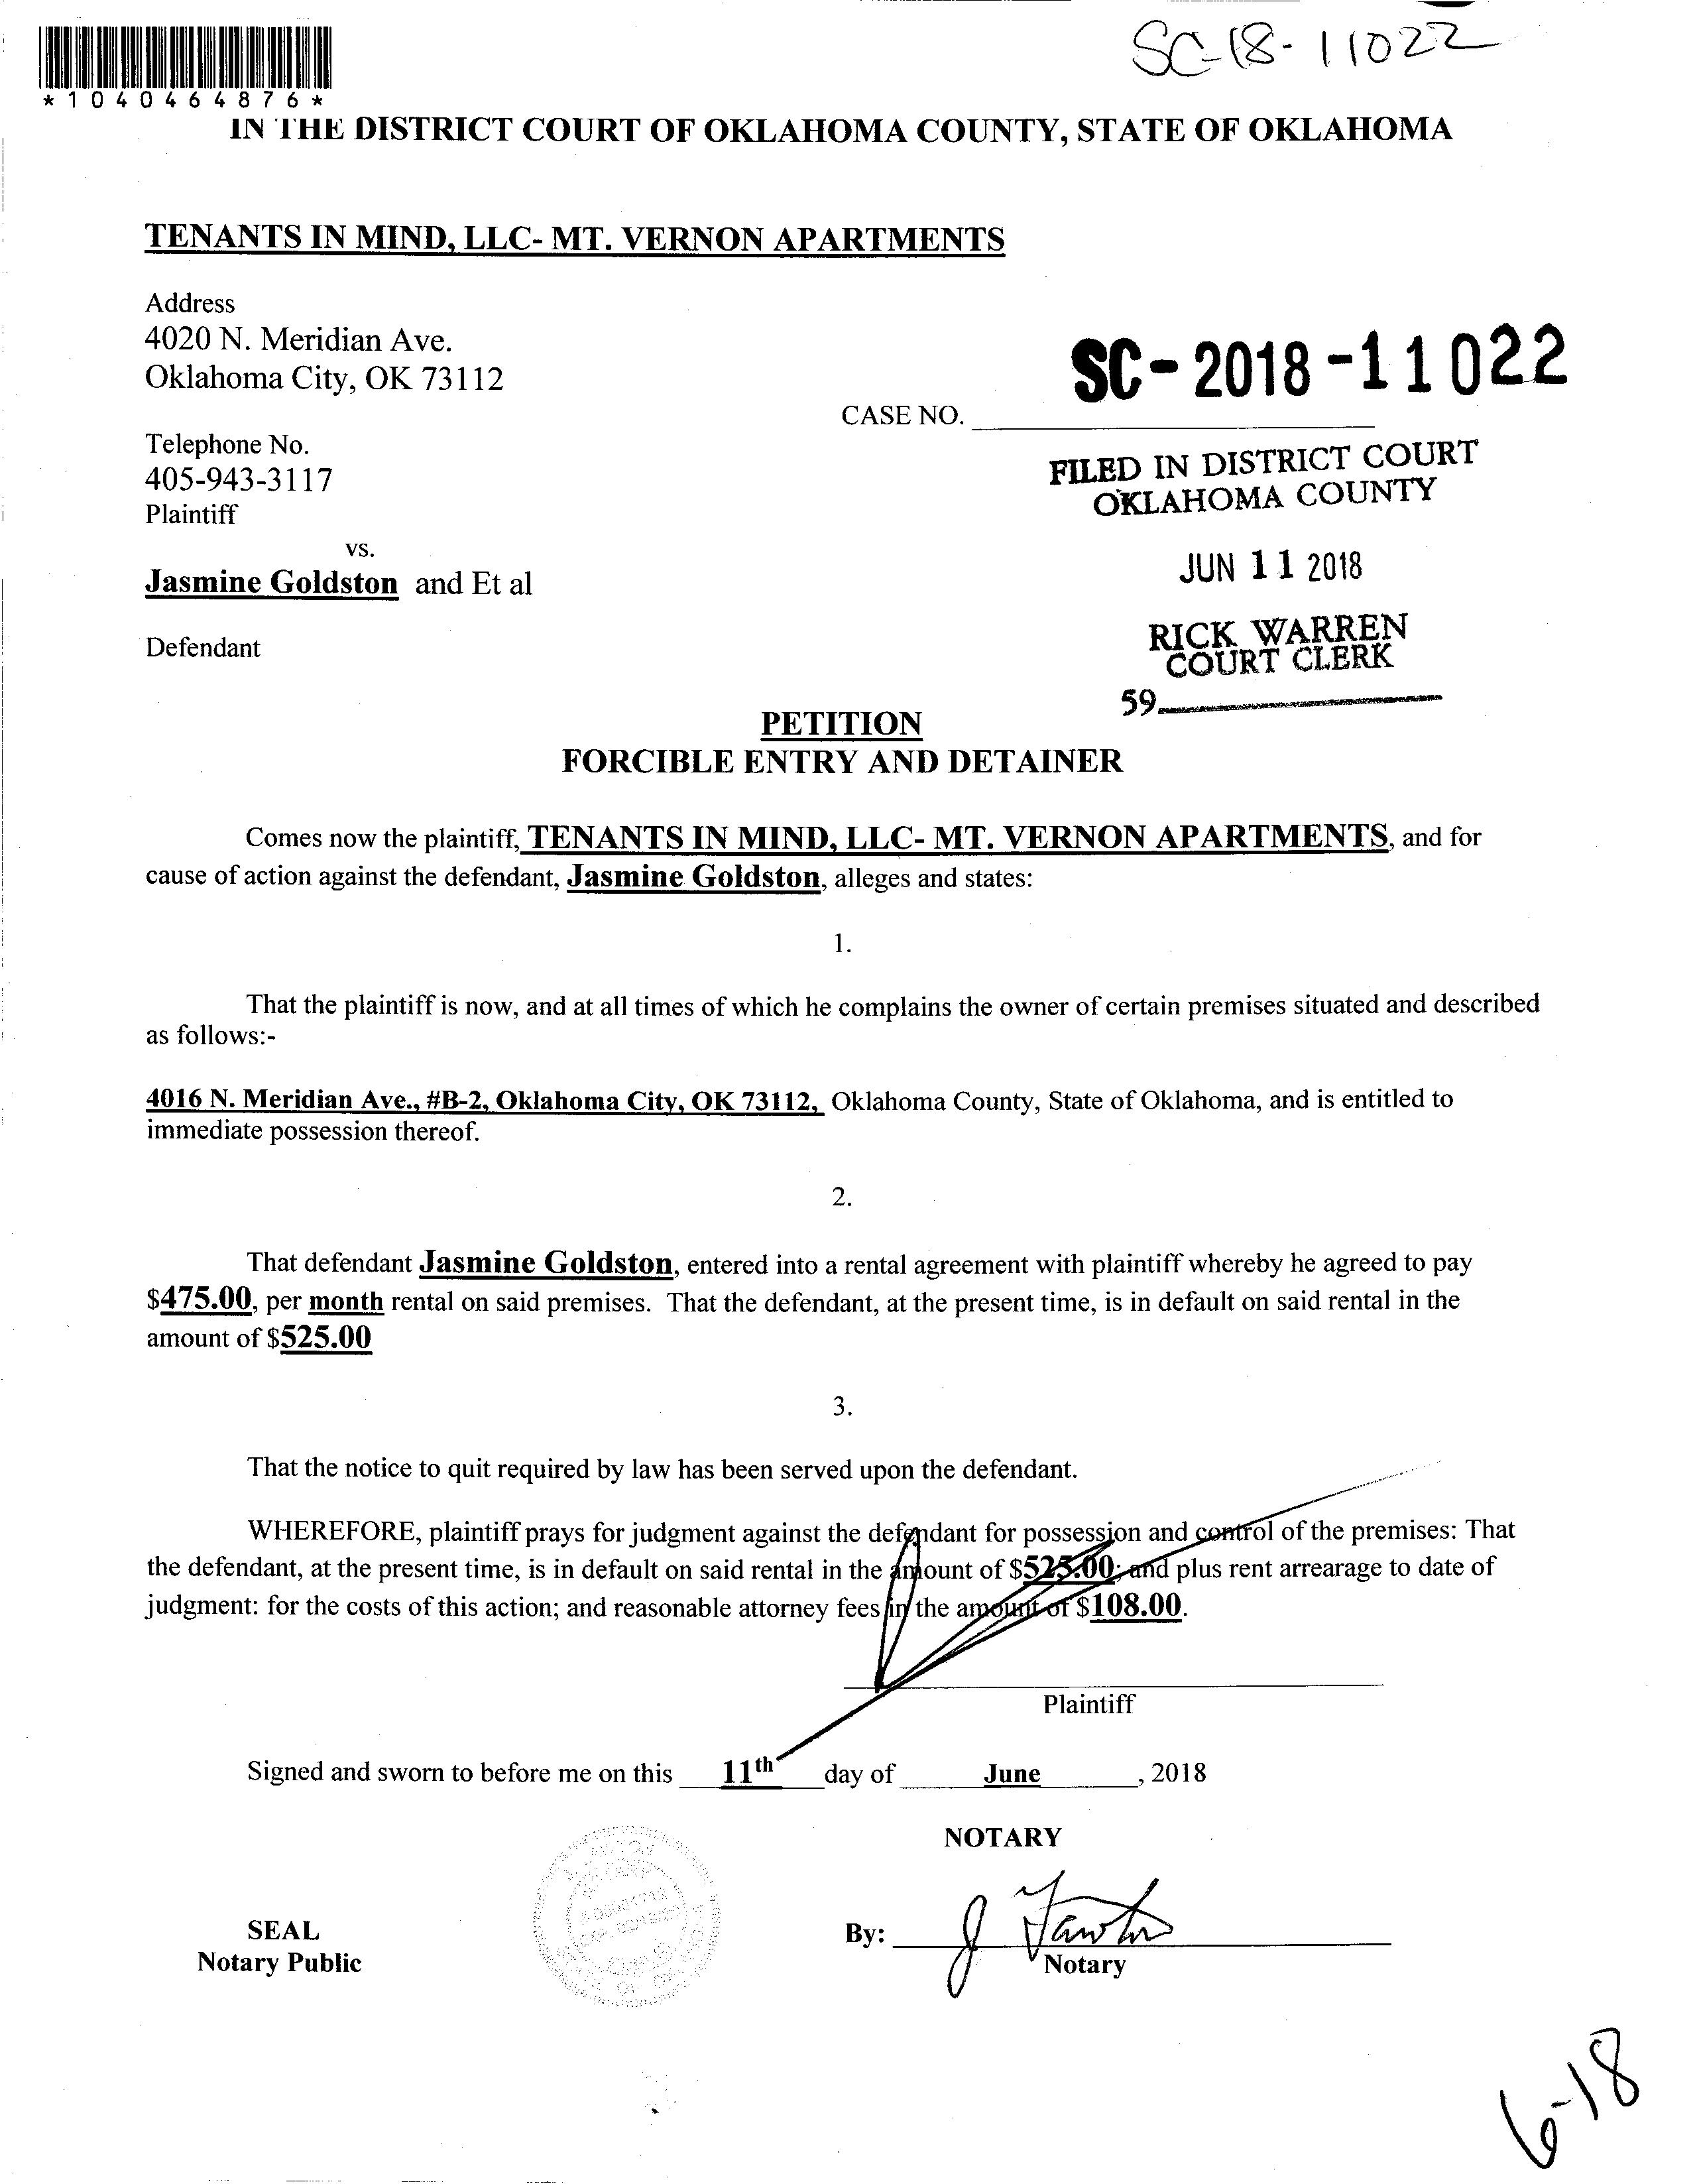 SC-18-11022
*1040464876*
IN THE DISTRICT COURT OF OKLAHOMA COUNTY, STATE OF OKLAHOMA
TENANTS IN MIND, LLC- MT. VERNON APARTMENTS
Address
4020 N. Meridian Ave.
Oklahoma City, OK 73112
SC-2018-11022
CASE NO.
Telephone No.
405-943-3117
Plaintiff
FILED IN DISTRICT COURT
OKLAHOMA COUNTY
vs.
Jasmine Goldston and Et al
JUN 11 2018
Defendant
RICK WARREN
COURT CLERK
59
PETITION
FORCIBLE ENTRY AND DETAINER
Comes now the plaintiff, TENANTS IN MIND, LLC- MT. VERNON APARTMENTS, and for
cause of action against the defendant, Jasmine Goldston, alleges and states:
1.
That the plaintiff is now, and at all times of which he complains the owner of certain premises situated and described
as follows:-
4016 N. Meridian Ave., #B-2, Oklahoma City, OK 73112, Oklahoma County, State of Oklahoma, and is entitled to
immediate possession thereof.
2.
That defendant Jasmine Goldston, entered into a rental agreement with plaintiff whereby he agreed to pay
$475.00, per month rental on said premises. That the defendant, at the present time, is in default on said rental in the
amount of $525.00
3.
That the notice to quit required by law has been served upon the defendant.
WHEREFORE, plaintiff prays for judgment against the defendant for possession and control of the premises: That
the defendant, at the present time, is in default on said rental in the amount of $525.00; and plus rent arrearage to date of
judgment: for the costs of this action; and reasonable attorney fees in the amount of $108.00.
Plaintiff
Signed and sworn to before me on this 11th day of June, 2018
NOTARY
SEAL
Notary Public
By:
Notary
6-18